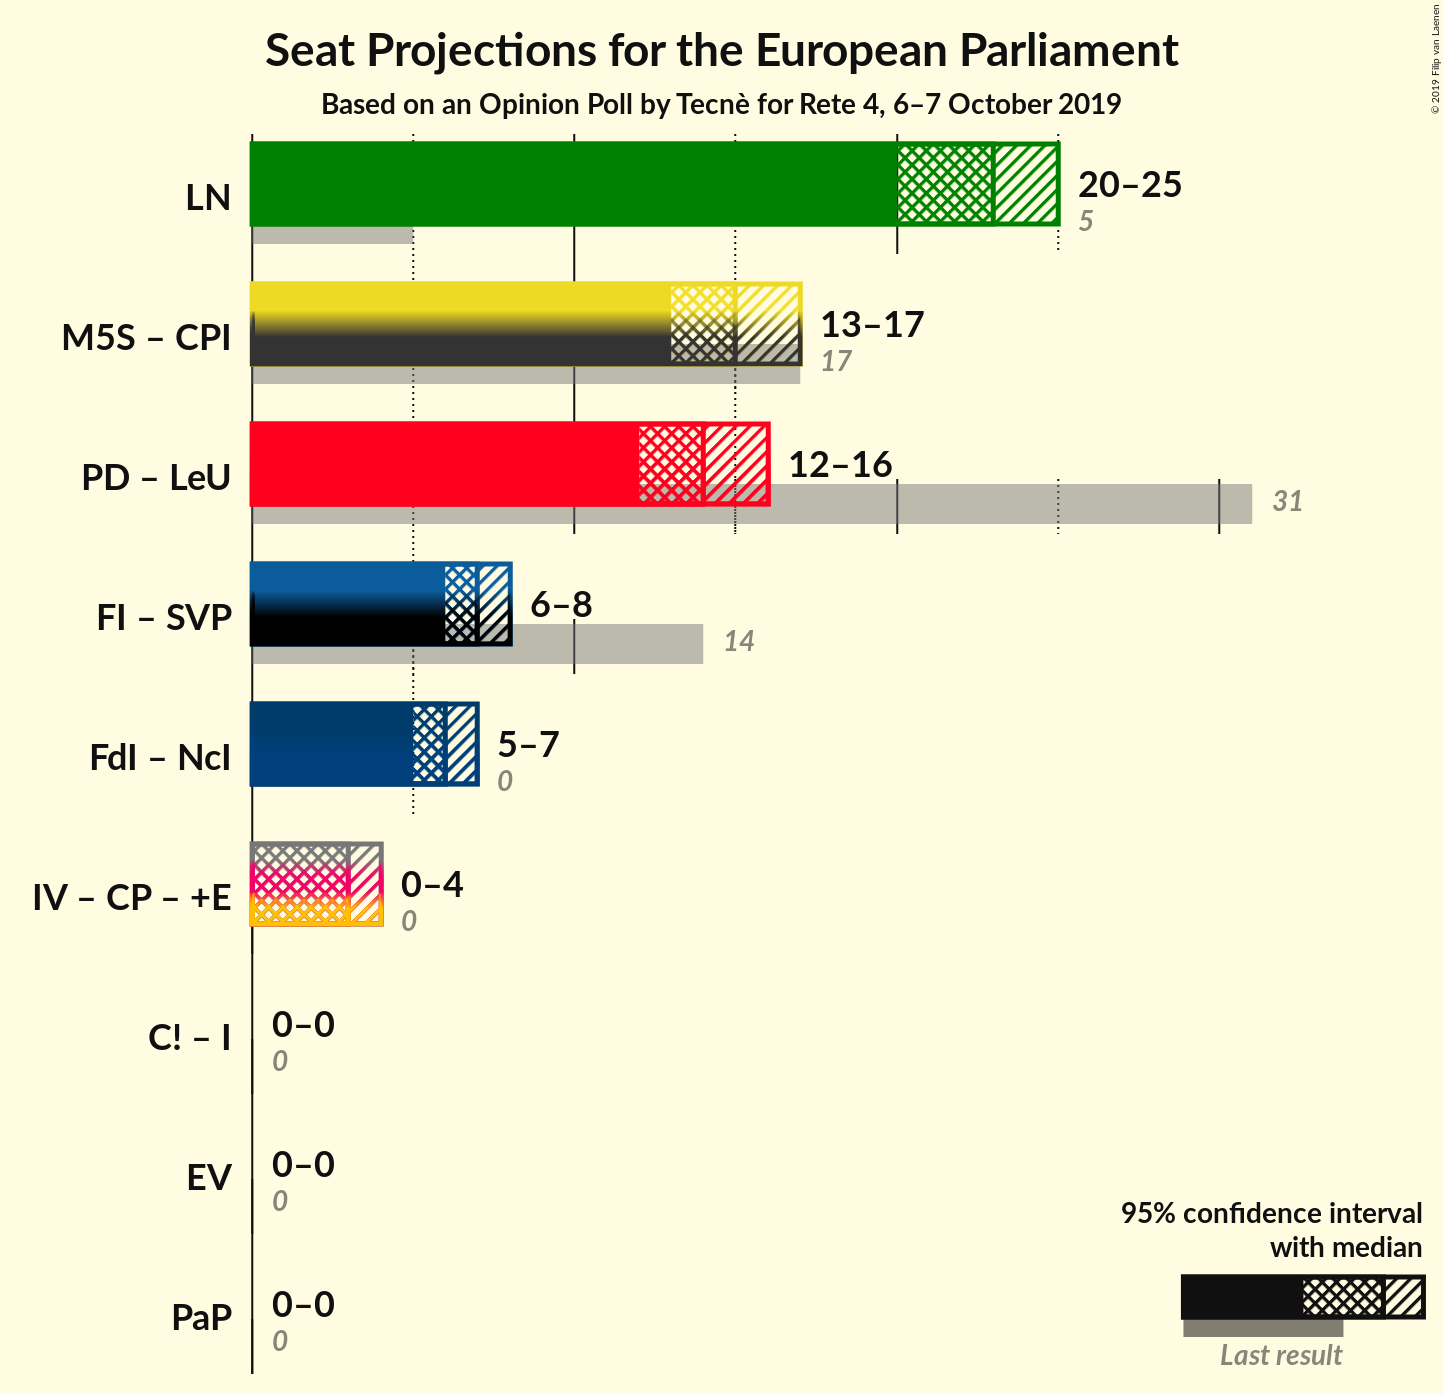 Seat Projections for the European Parliament
Based on an Opinion Poll by Tecnè for Rete 4, 6–7 October 2019
© 2019 Filip van Laenen
LN
20–25
5
M5S – CPI
13–17
17
PD – LeU
12–16
31
FI – SVP
6–8
14
FdI – NcI
5–7
0
IV – CP – +E
0–4
0
C! – I
0–0
0
EV
0–0
0
PaP
0–0
0
95% confidence interval
with median
Last result